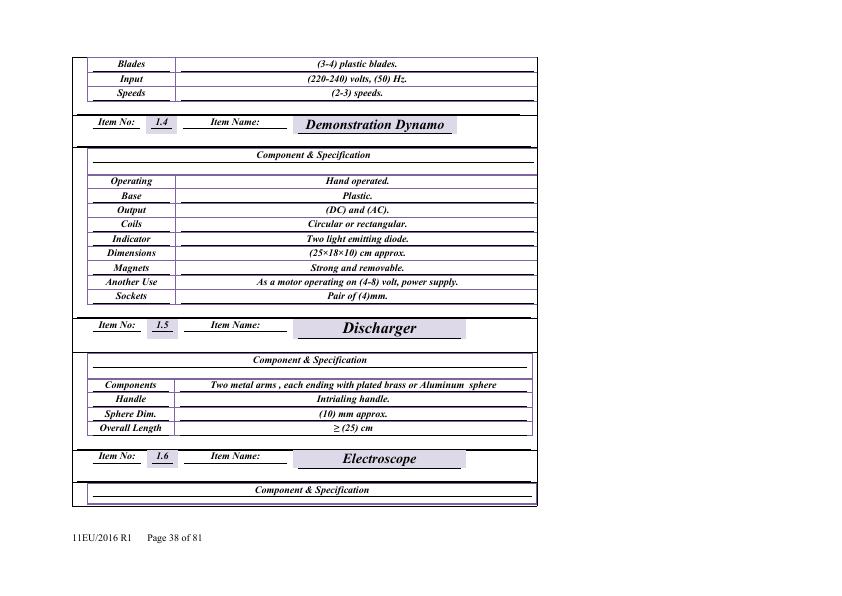 Blades (3-4) plastic blades.
Input (220-240) volts, (50) Hz.
Speeds (2-3) speeds.
Item No: 1.4 Item Name: Demonstration Dynamo
Component & Specification
Operating Hand operated.
Base Plastic.
Output (DC) and (AC).
Coils Circular or rectangular.
Indicator Two light emitting diode.
Dimensions (25×18×10) cm approx.
Magnets Strong and removable.
Another Use As a motor operating on (4-8) volt, power supply.
Sockets Pair of (4)mm.
Item No: 1.5 Item Name: Discharger
Component & Specification
Components Two metal arms , each ending with plated brass or Aluminum sphere
Handle Intrialing handle.
Sphere Dim. (10) mm approx.
Overall Length ≥ (25) cm
Item No: 1.6 Item Name: Electroscope
Component & Specification
11EU/2016 R1 Page 38 of 81